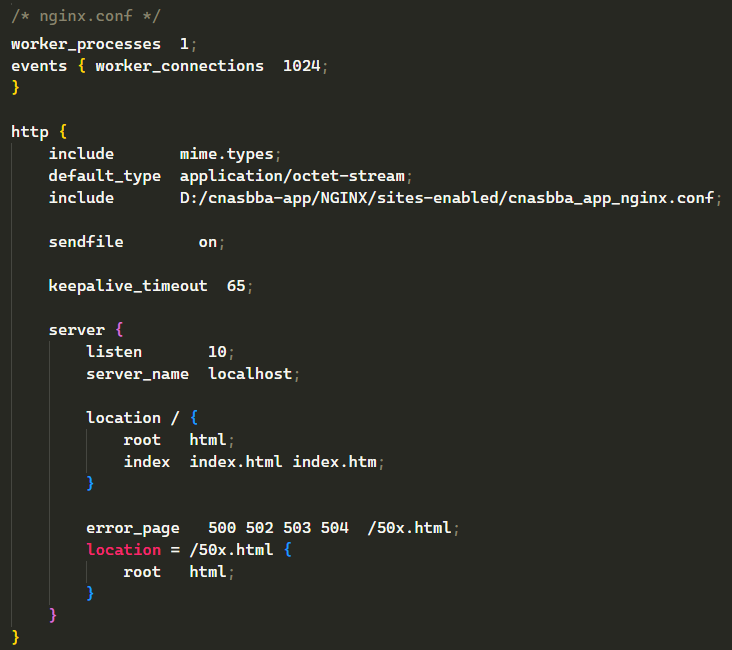 /* nginx.conf */
worker_processes  1;
events { worker_connections  1024;
}
http {
    include       mime.types;
    default_type  application/octet-stream;
    include       D:/cnasbba-app/NGINX/sites-enabled/cnasbba_app_nginx.conf;
    sendfile        on;
    keepalive_timeout  65;
    server {
        listen       10;
        server_name  localhost;
        location / {
            root   html;
            index  index.html index.htm;
        }
        error_page   500 502 503 504  /50x.html;
        location = /50x.html {
            root   html;
        }
    }
}